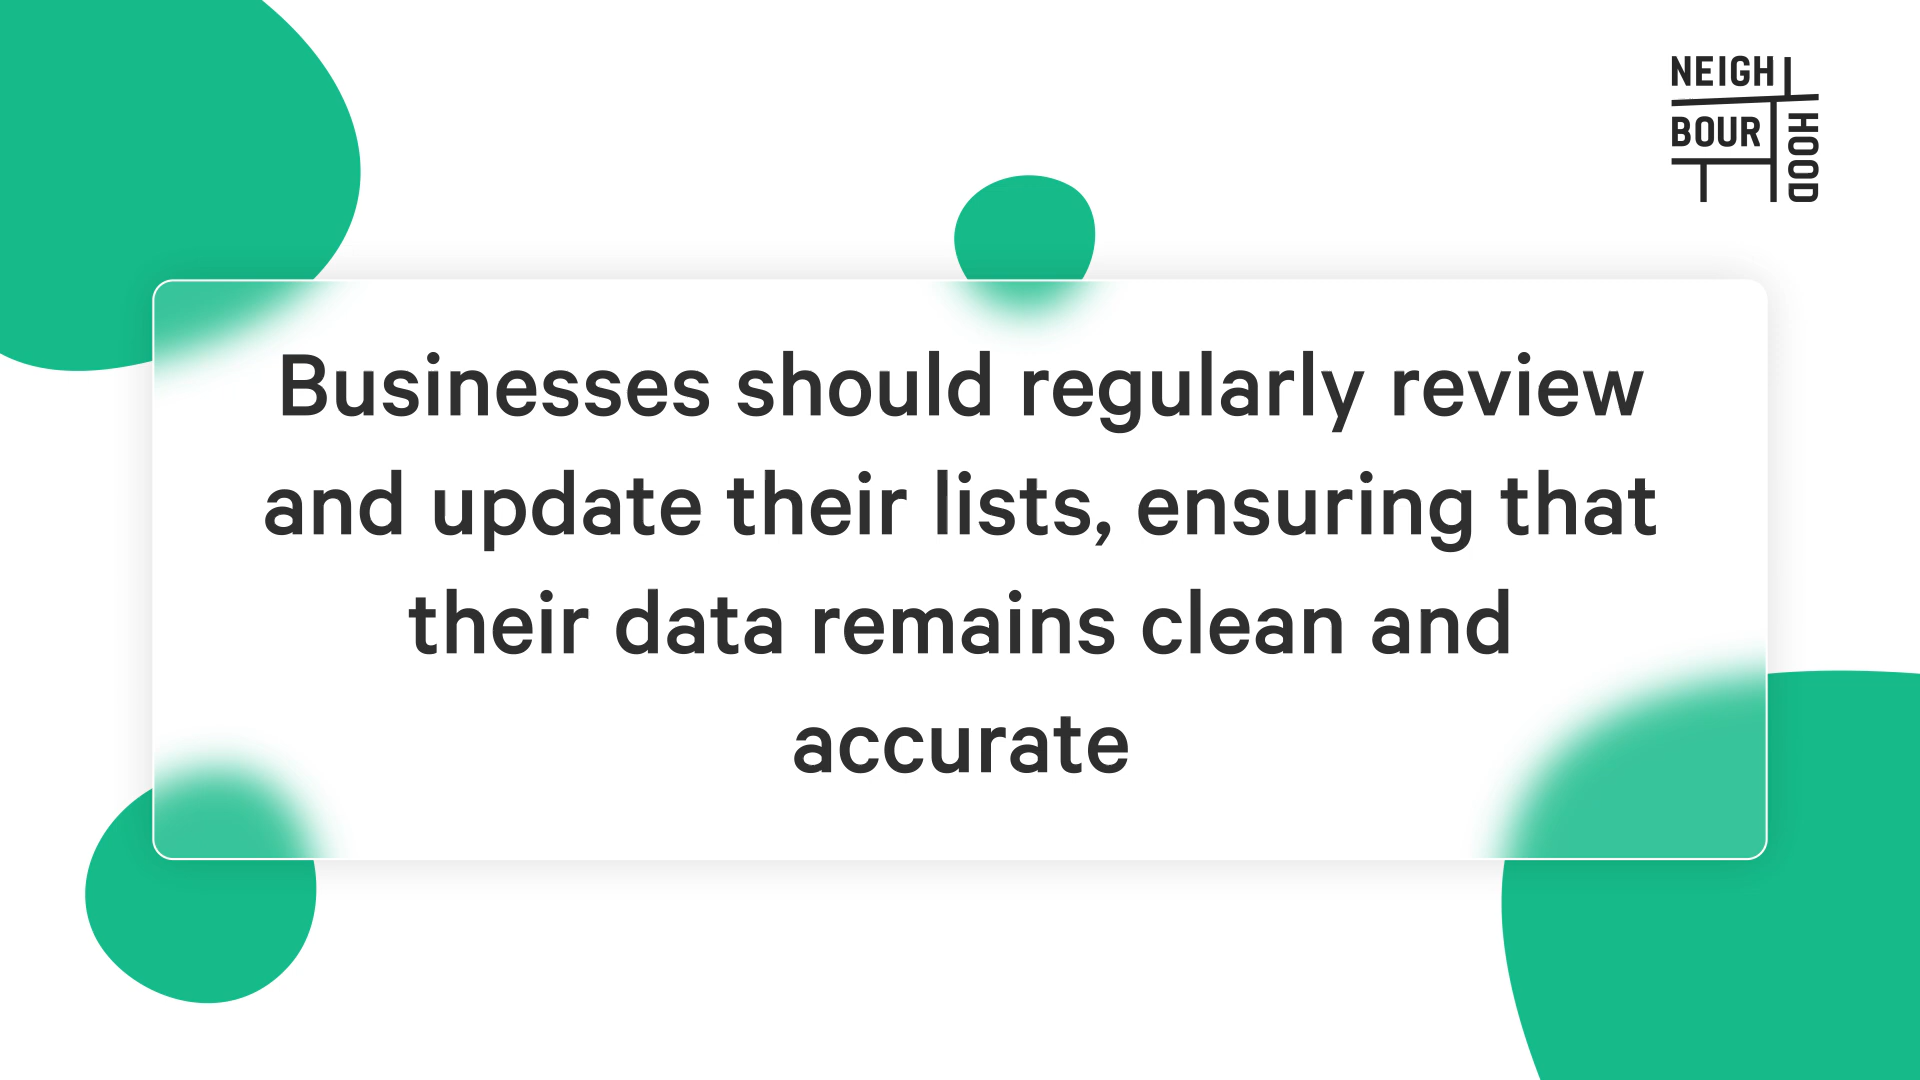 NEIGH
BOUR
HOOD
Businesses should regularly review
and update their lists, ensuring that
their data remains clean and
accurate